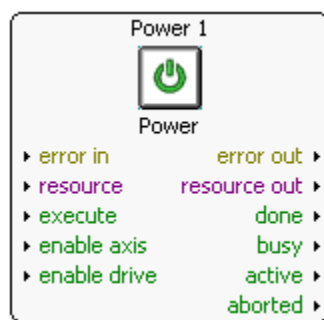 Power 1
Power
error in error out
resource resource out
execute done
enable axis busy
enable drive active
aborted